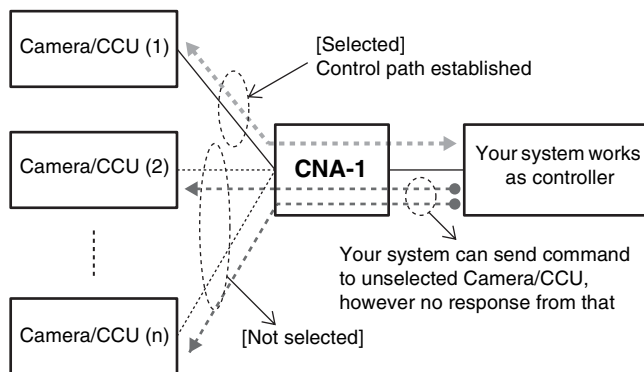 Camera/CCU (1)
[Selected]
Control path established
Camera/CCU (2)
CNA-1
Your system works
as controller
Your system can send command
to unselected Camera/CCU,
however no response from that
Camera/CCU (n)
[Not selected]